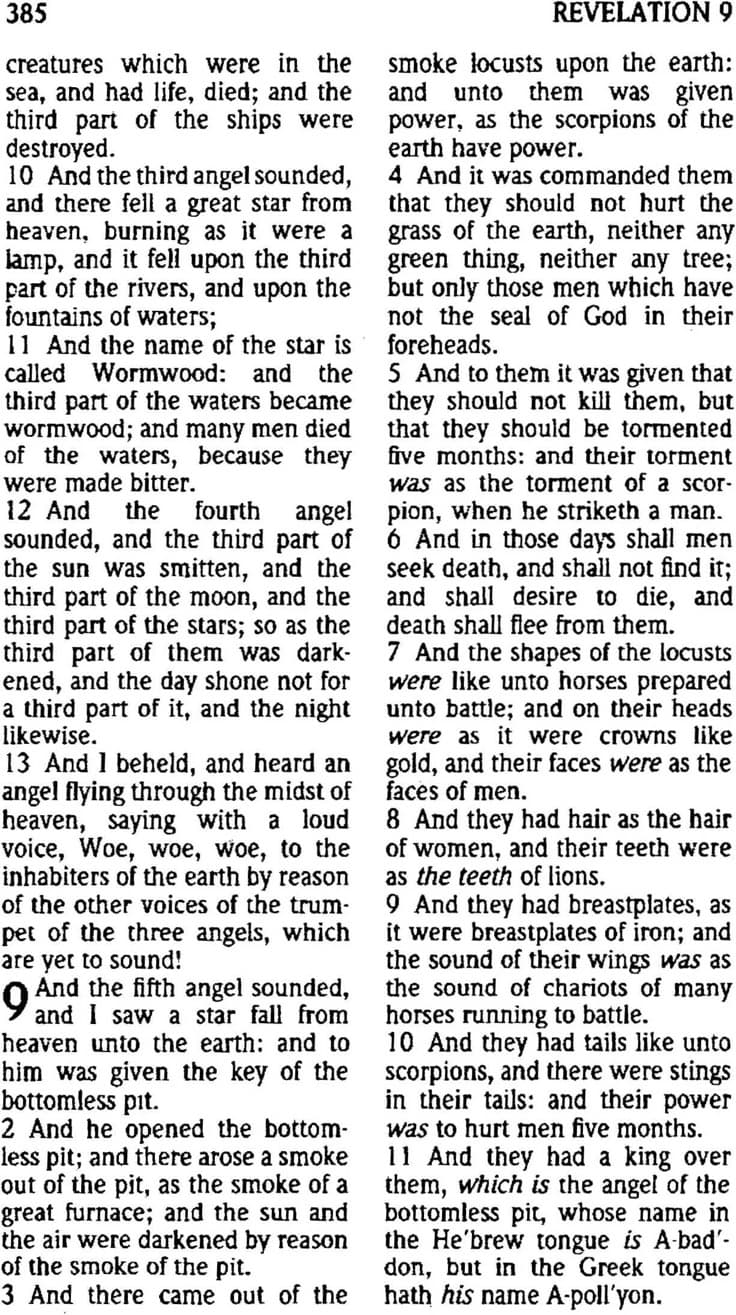 385
REVELATION 9
creatures which were in the
sea, and had life, died; and the
third part of the ships were
destroyed.
10 And the third angel sounded,
and there fell a great star from
heaven, burning as it were a
lamp, and it fell upon the third
part of the rivers, and upon the
fountains of waters;
11 And the name of the star is
called Wormwood: and the
third part of the waters became
wormwood; and many men died
of the waters, because they
were made bitter.
12 And the fourth angel
sounded, and the third part of
the sun was smitten, and the
third part of the moon, and the
third part of the stars; so as the
third part of them was dark-
ened, and the day shone not for
a third part of it, and the night
likewise.
13 And I beheld, and heard an
angel flying through the midst of
heaven, saying with a loud
voice, Woe, woe, woe, to the
inhabiters of the earth by reason
of the other voices of the trum-
pet of the three angels, which
are yet to sound!
9 And the fifth angel sounded,
and I saw a star fall from
heaven unto the earth: and to
him was given the key of the
bottomless pit.
2 And he opened the bottom-
less pit; and there arose a smoke
out of the pit, as the smoke of a
great furnace; and the sun and
the air were darkened by reason
of the smoke of the pit.
3 And there came out of the
smoke locusts upon the earth:
and unto them was given
power, as the scorpions of the
earth have power.
4 And it was commanded them
that they should not hurt the
grass of the earth, neither any
green thing, neither any tree;
but only those men which have
not the seal of God in their
foreheads.
5 And to them it was given that
they should not kill them, but
that they should be tormented
five months: and their torment
was as the torment of a scor-
pion, when he striketh a man.
6 And in those days shall men
seek death, and shall not find it;
and shall desire to die, and
death shall flee from them.
7 And the shapes of the locusts
were like unto horses prepared
unto battle; and on their heads
were as it were crowns like
gold, and their faces were as the
faces of men.
8 And they had hair as the hair
of women, and their teeth were
as the teeth of lions.
9 And they had breastplates, as
it were breastplates of iron; and
the sound of their wings was as
the sound of chariots of many
horses running to battle.
10 And they had tails like unto
scorpions, and there were stings
in their tails: and their power
was to hurt men five months.
11 And they had a king over
them, which is the angel of the
bottomless pit, whose name in
the He'brew tongue is A-bad'-
don, but in the Greek tongue
hath his name A-poll'yon.